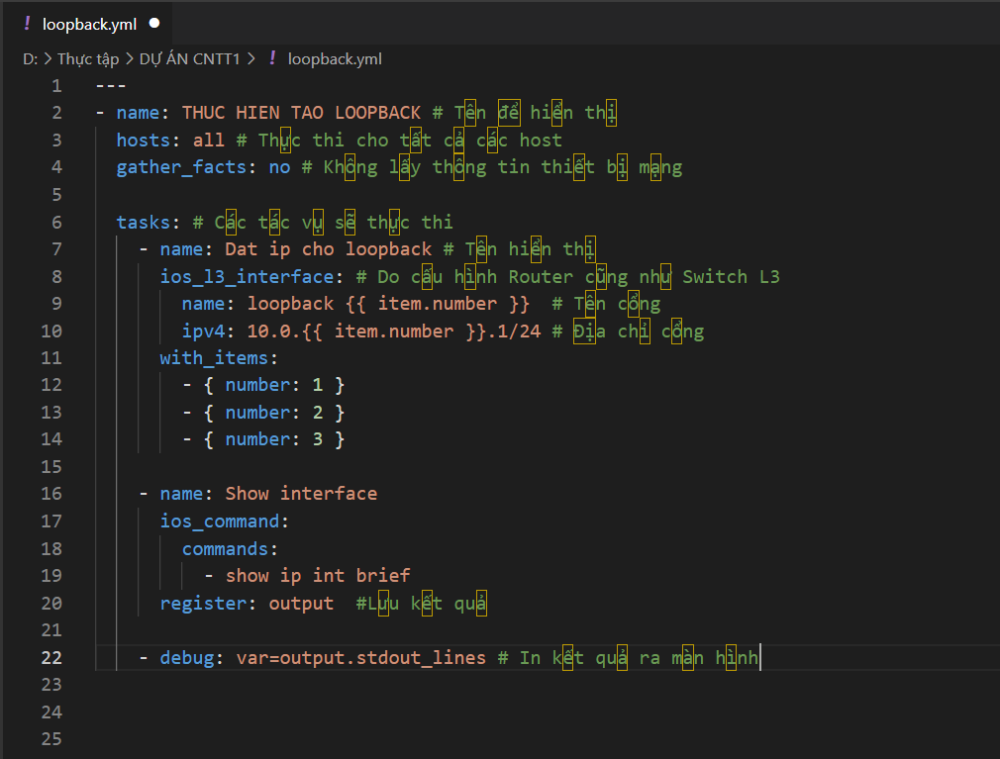 ! loopback.yml ●
D: > Thực tập > DỰ ÁN CNTT1 > ! loopback.yml
1 ---
2 - name: THUC HIEN TAO LOOPBACK # Tên để hiển thị
3 hosts: all # Thực thi cho tất cả các host
4 gather_facts: no # Không lấy thông tin thiết bị mạng
5
6 tasks: # Các tác vụ sẽ thực thi
7 - name: Dat ip cho loopback # Tên hiển thị
8 ios_l3_interface: # Do cấu hình Router cũng như Switch L3
9 name: loopback {{ item.number }} # Tên cổng
10 ipv4: 10.0.{{ item.number }}.1/24 # Địa chỉ cổng
11 with_items:
12 - { number: 1 }
13 - { number: 2 }
14 - { number: 3 }
15
16 - name: Show interface
17 ios_command:
18 commands:
19 - show ip int brief
20 register: output #Lưu kết quả
21
22 - debug: var=output.stdout_lines # In kết quả ra màn hình
23
24
25